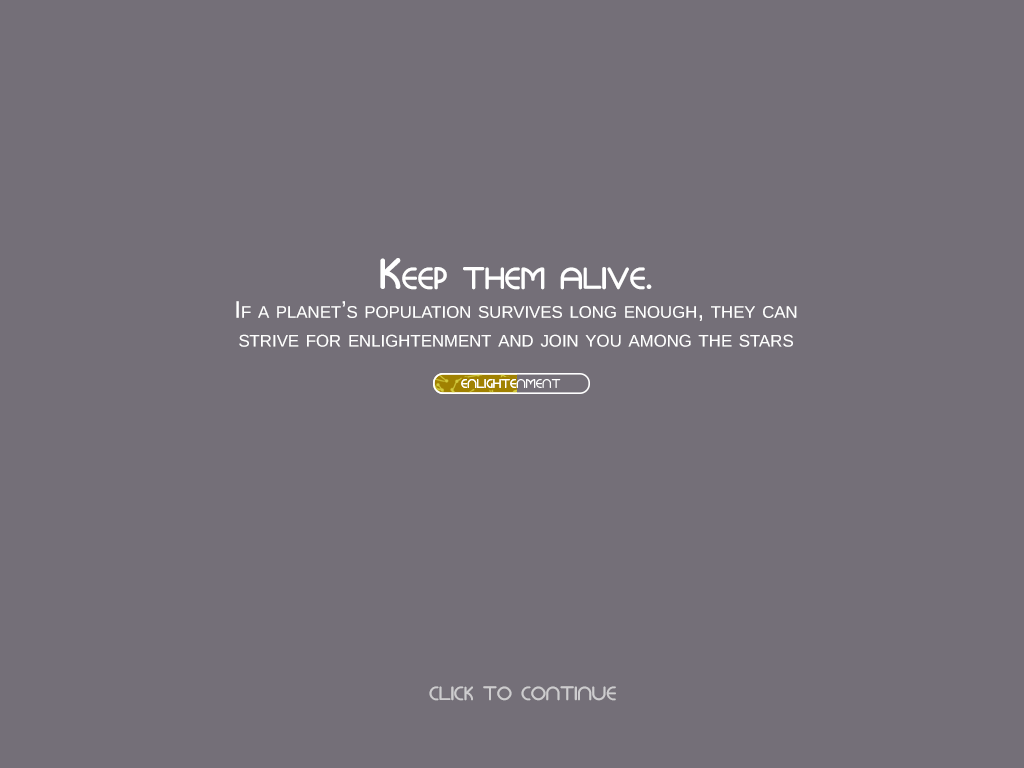 Keep them alive.
If a planet's population survives long enough, they can
strive for enlightenment and join you among the stars
enlightenment
click to continue